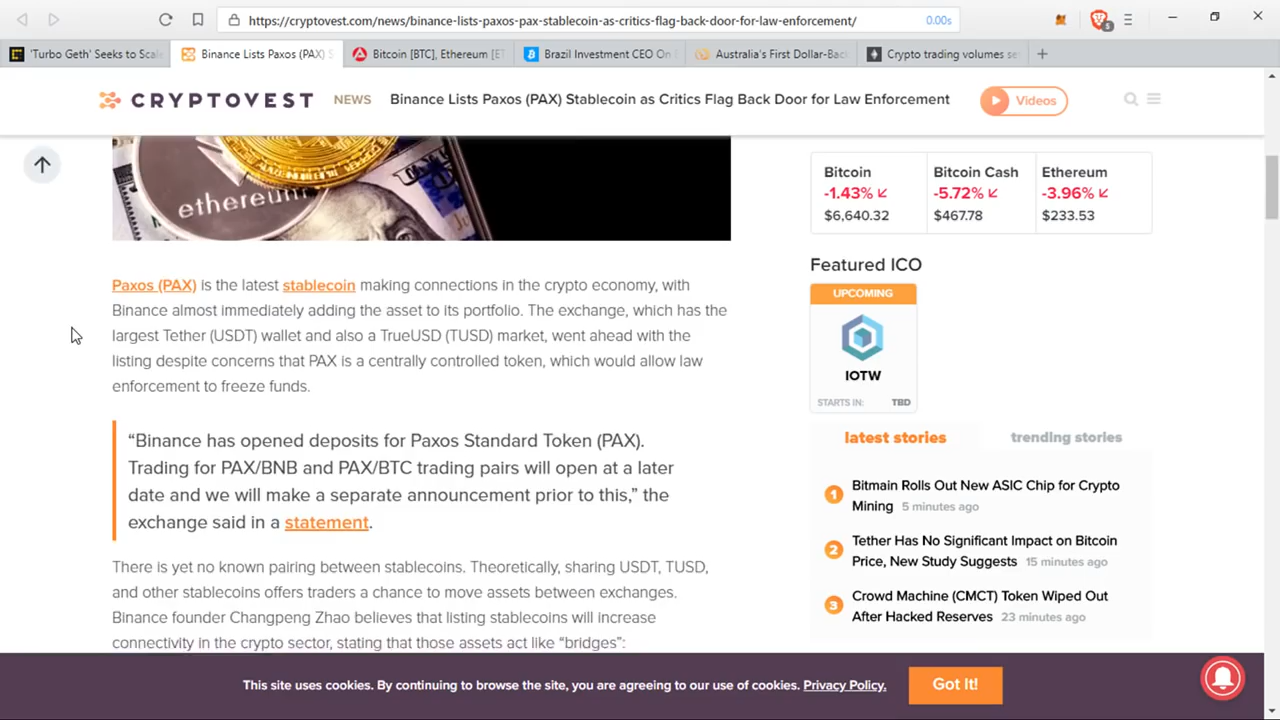 https://cryptovest.com/news/binance-lists-paxos-pax-stablecoin-as-critics-flag-back-door-for-law-enforcement/
0.00s
5
'Turbo Geth' Seeks to Scale
Binance Lists Paxos (PAX) S
Bitcoin [BTC], Ethereum [ET
Brazil Investment CEO On
Australia's First Dollar-Back
Crypto trading volumes se
CRYPTOVEST
NEWS
Binance Lists Paxos (PAX) Stablecoin as Critics Flag Back Door for Law Enforcement
Videos
ethereum
Paxos (PAX) is the latest stablecoin making connections in the crypto economy, with
Binance almost immediately adding the asset to its portfolio. The exchange, which has the
largest Tether (USDT) wallet and also a TrueUSD (TUSD) market, went ahead with the
listing despite concerns that PAX is a centrally controlled token, which would allow law
enforcement to freeze funds.
“Binance has opened deposits for Paxos Standard Token (PAX).
Trading for PAX/BNB and PAX/BTC trading pairs will open at a later
date and we will make a separate announcement prior to this,” the
exchange said in a statement.
There is yet no known pairing between stablecoins. Theoretically, sharing USDT, TUSD,
and other stablecoins offers traders a chance to move assets between exchanges.
Binance founder Changpeng Zhao believes that listing stablecoins will increase
connectivity in the crypto sector, stating that those assets act like “bridges”:
Bitcoin
-1.43%
$6,640.32
Bitcoin Cash
-5.72%
$467.78
Ethereum
-3.96%
$233.53
Featured ICO
UPCOMING
IOTW
STARTS IN: TBD
latest stories
trending stories
1
Bitmain Rolls Out New ASIC Chip for Crypto
Mining 5 minutes ago
2
Tether Has No Significant Impact on Bitcoin
Price, New Study Suggests 15 minutes ago
3
Crowd Machine (CMCT) Token Wiped Out
After Hacked Reserves 23 minutes ago
This site uses cookies. By continuing to browse the site, you are agreeing to our use of cookies. Privacy Policy.
Got It!